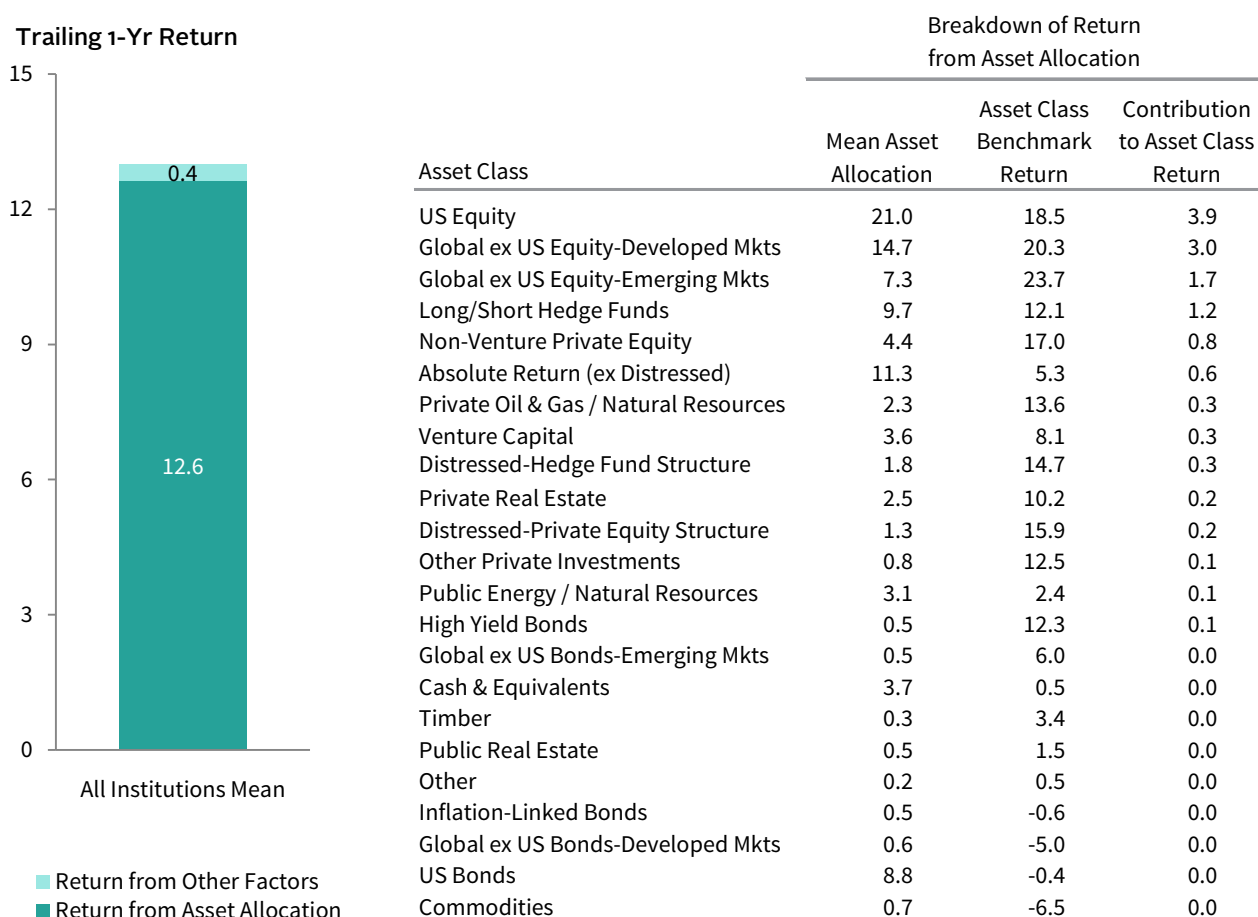 Trailing 1-Yr Return
15
12
9
6
3
0
0.4
12.6
All Institutions Mean
Return from Other Factors
Return from Asset Allocation
Breakdown of Return
from Asset Allocation
Asset Class Contribution
Mean Asset Benchmark to Asset Class
Asset Class Allocation Return Return
US Equity 21.0 18.5 3.9
Global ex US Equity-Developed Mkts 14.7 20.3 3.0
Global ex US Equity-Emerging Mkts 7.3 23.7 1.7
Long/Short Hedge Funds 9.7 12.1 1.2
Non-Venture Private Equity 4.4 17.0 0.8
Absolute Return (ex Distressed) 11.3 5.3 0.6
Private Oil & Gas / Natural Resources 2.3 13.6 0.3
Venture Capital 3.6 8.1 0.3
Distressed-Hedge Fund Structure 1.8 14.7 0.3
Private Real Estate 2.5 10.2 0.2
Distressed-Private Equity Structure 1.3 15.9 0.2
Other Private Investments 0.8 12.5 0.1
Public Energy / Natural Resources 3.1 2.4 0.1
High Yield Bonds 0.5 12.3 0.1
Global ex US Bonds-Emerging Mkts 0.5 6.0 0.0
Cash & Equivalents 3.7 0.5 0.0
Timber 0.3 3.4 0.0
Public Real Estate 0.5 1.5 0.0
Other 0.2 0.5 0.0
Inflation-Linked Bonds 0.5 -0.6 0.0
Global ex US Bonds-Developed Mkts 0.6 -5.0 0.0
US Bonds 8.8 -0.4 0.0
Commodities 0.7 -6.5 0.0